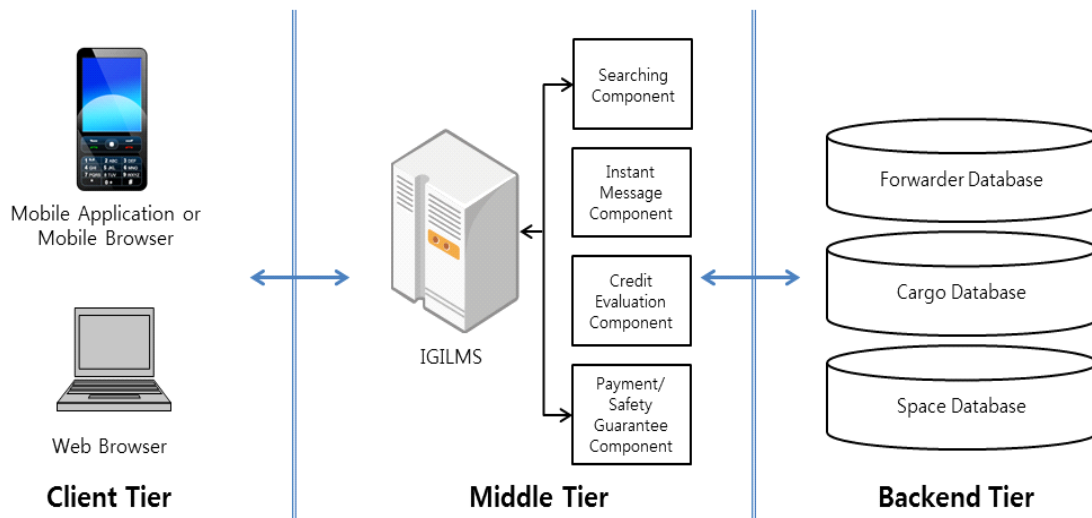 Mobile Application or
Mobile Browser
Web Browser
Client Tier
IGILMS
Searching
Component
Instant
Message
Component
Credit
Evaluation
Component
Payment/
Safety
Guarantee
Component
Middle Tier
Forwarder Database
Cargo Database
Space Database
Backend Tier